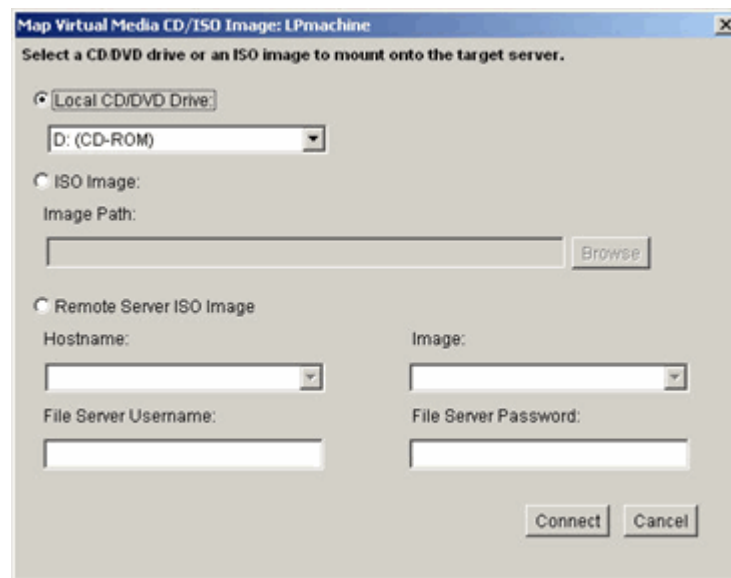 Map Virtual Media CD/ISO Image: LPmachine
Select a CD/DVD drive or an ISO image to mount onto the target server.
Local CD/DVD Drive:
D: (CD-ROM)
ISO Image:
Image Path:
Browse
Remote Server ISO Image
Hostname:
Image:
File Server Username:
File Server Password:
Connect
Cancel